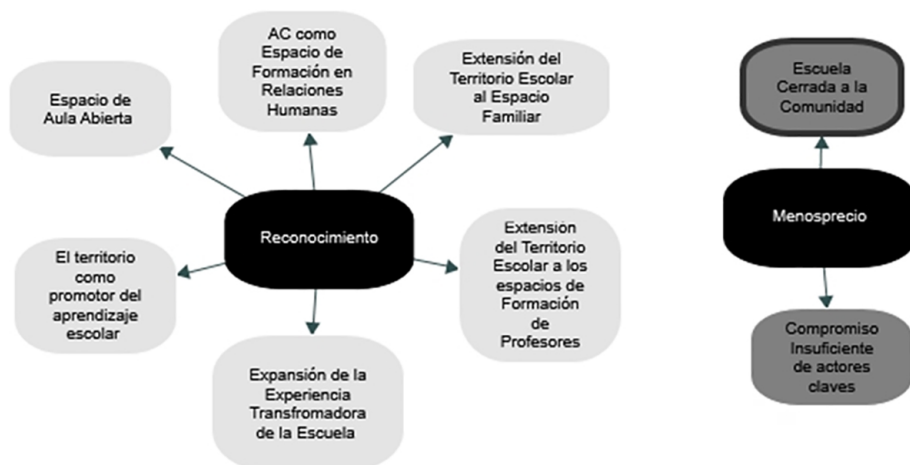 Espacio de
Aula Abierta
AC como
Espacio de
Formación en
Relaciones
Humanas
Extensión del
Territorio Escolar
al Espacio
Familiar
Reconocimiento
El territorio
como
promotor del
aprendizaje
escolar
Expansión de la
Experiencia
Transfromadora
de la Escuela
Extensión
del Territorio
Escolar a los
espacios de
Formación
de
Profesores
Escuela
Cerrada a la
Comunidad
Menosprecio
Compromiso
Insuficiente
de actores
claves